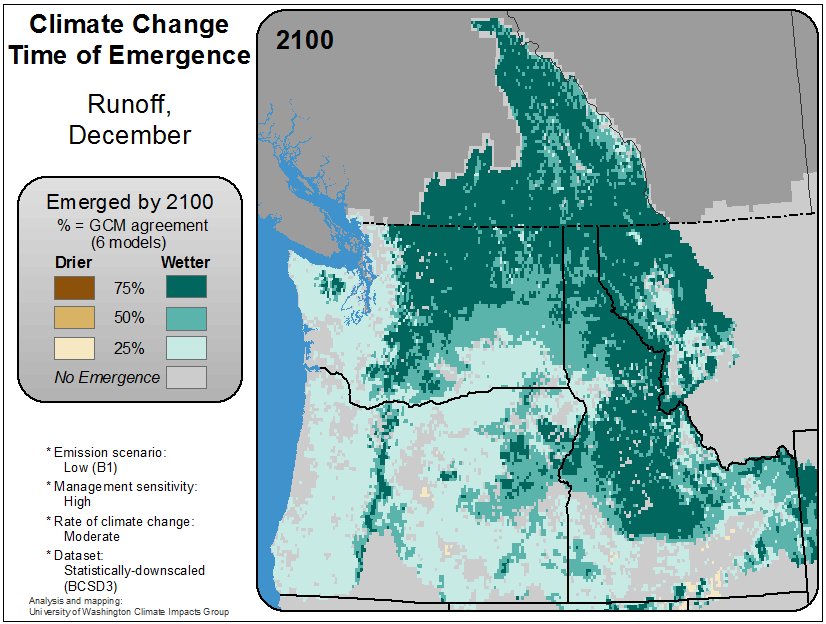 Climate Change
Time of Emergence
Runoff,
December
Emerged by 2100
% = GCM agreement
(6 models)
Drier Wetter
75%
50%
25%
No Emergence
* Emission scenario:
Low (B1)
* Management sensitivity:
High
* Rate of climate change:
Moderate
* Dataset:
Statistically-downscaled
(BCSD3)
Analysis and mapping:
University of Washington Climate Impacts Group
2100